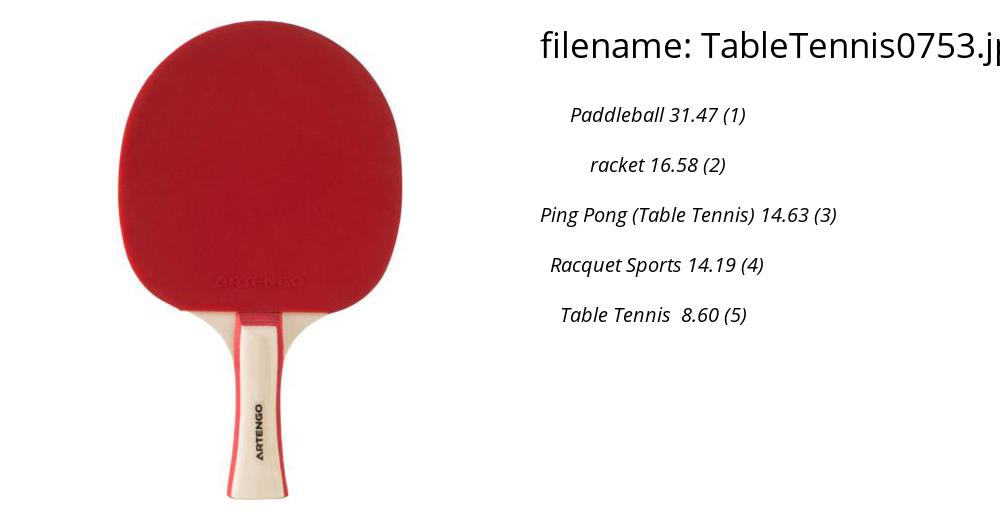 filename: TableTennis0753.jp
Paddleball 31.47 (1)
racket 16.58 (2)
Ping Pong (Table Tennis) 14.63 (3)
Racquet Sports 14.19 (4)
Table Tennis  8.60 (5)
ARTENGO
ARTENGO